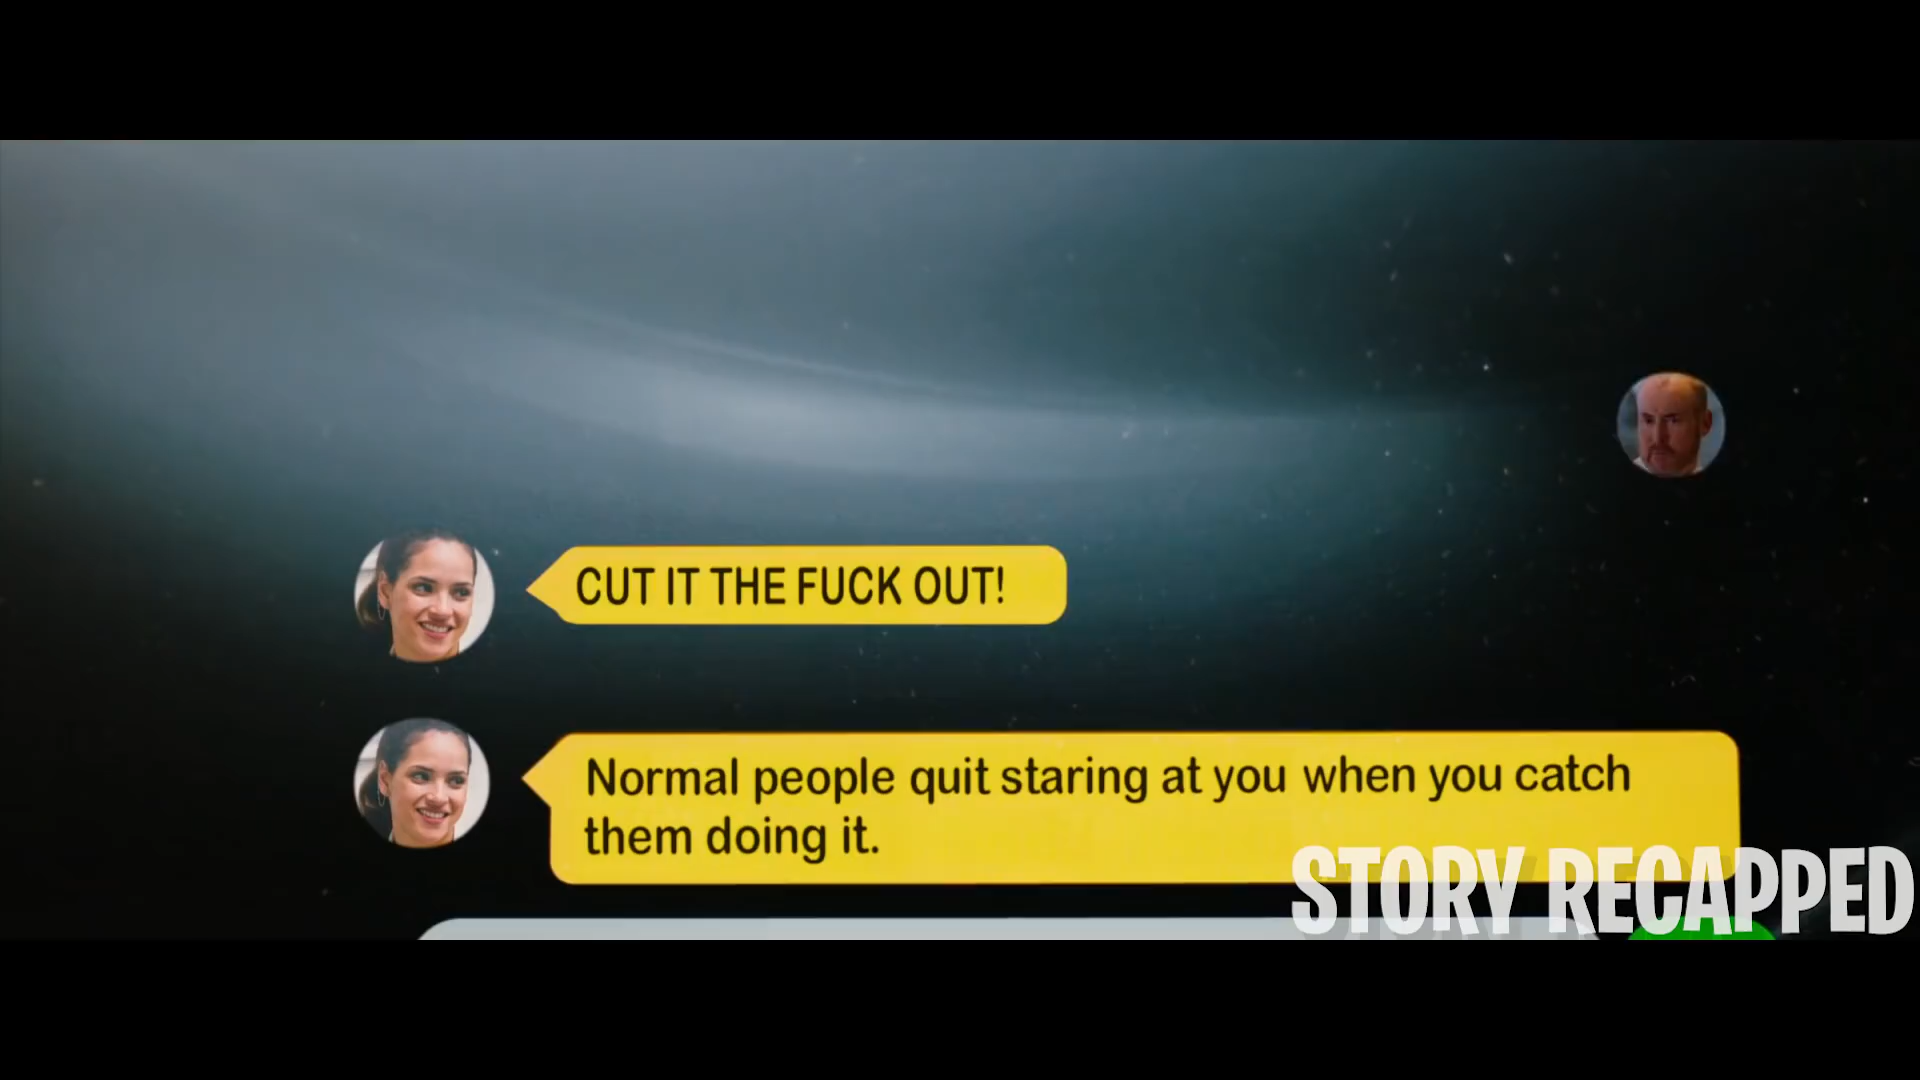 CUT IT THE FUCK OUT!
Normal people quit staring at you when you catch
them doing it.
STORY RECAPPED